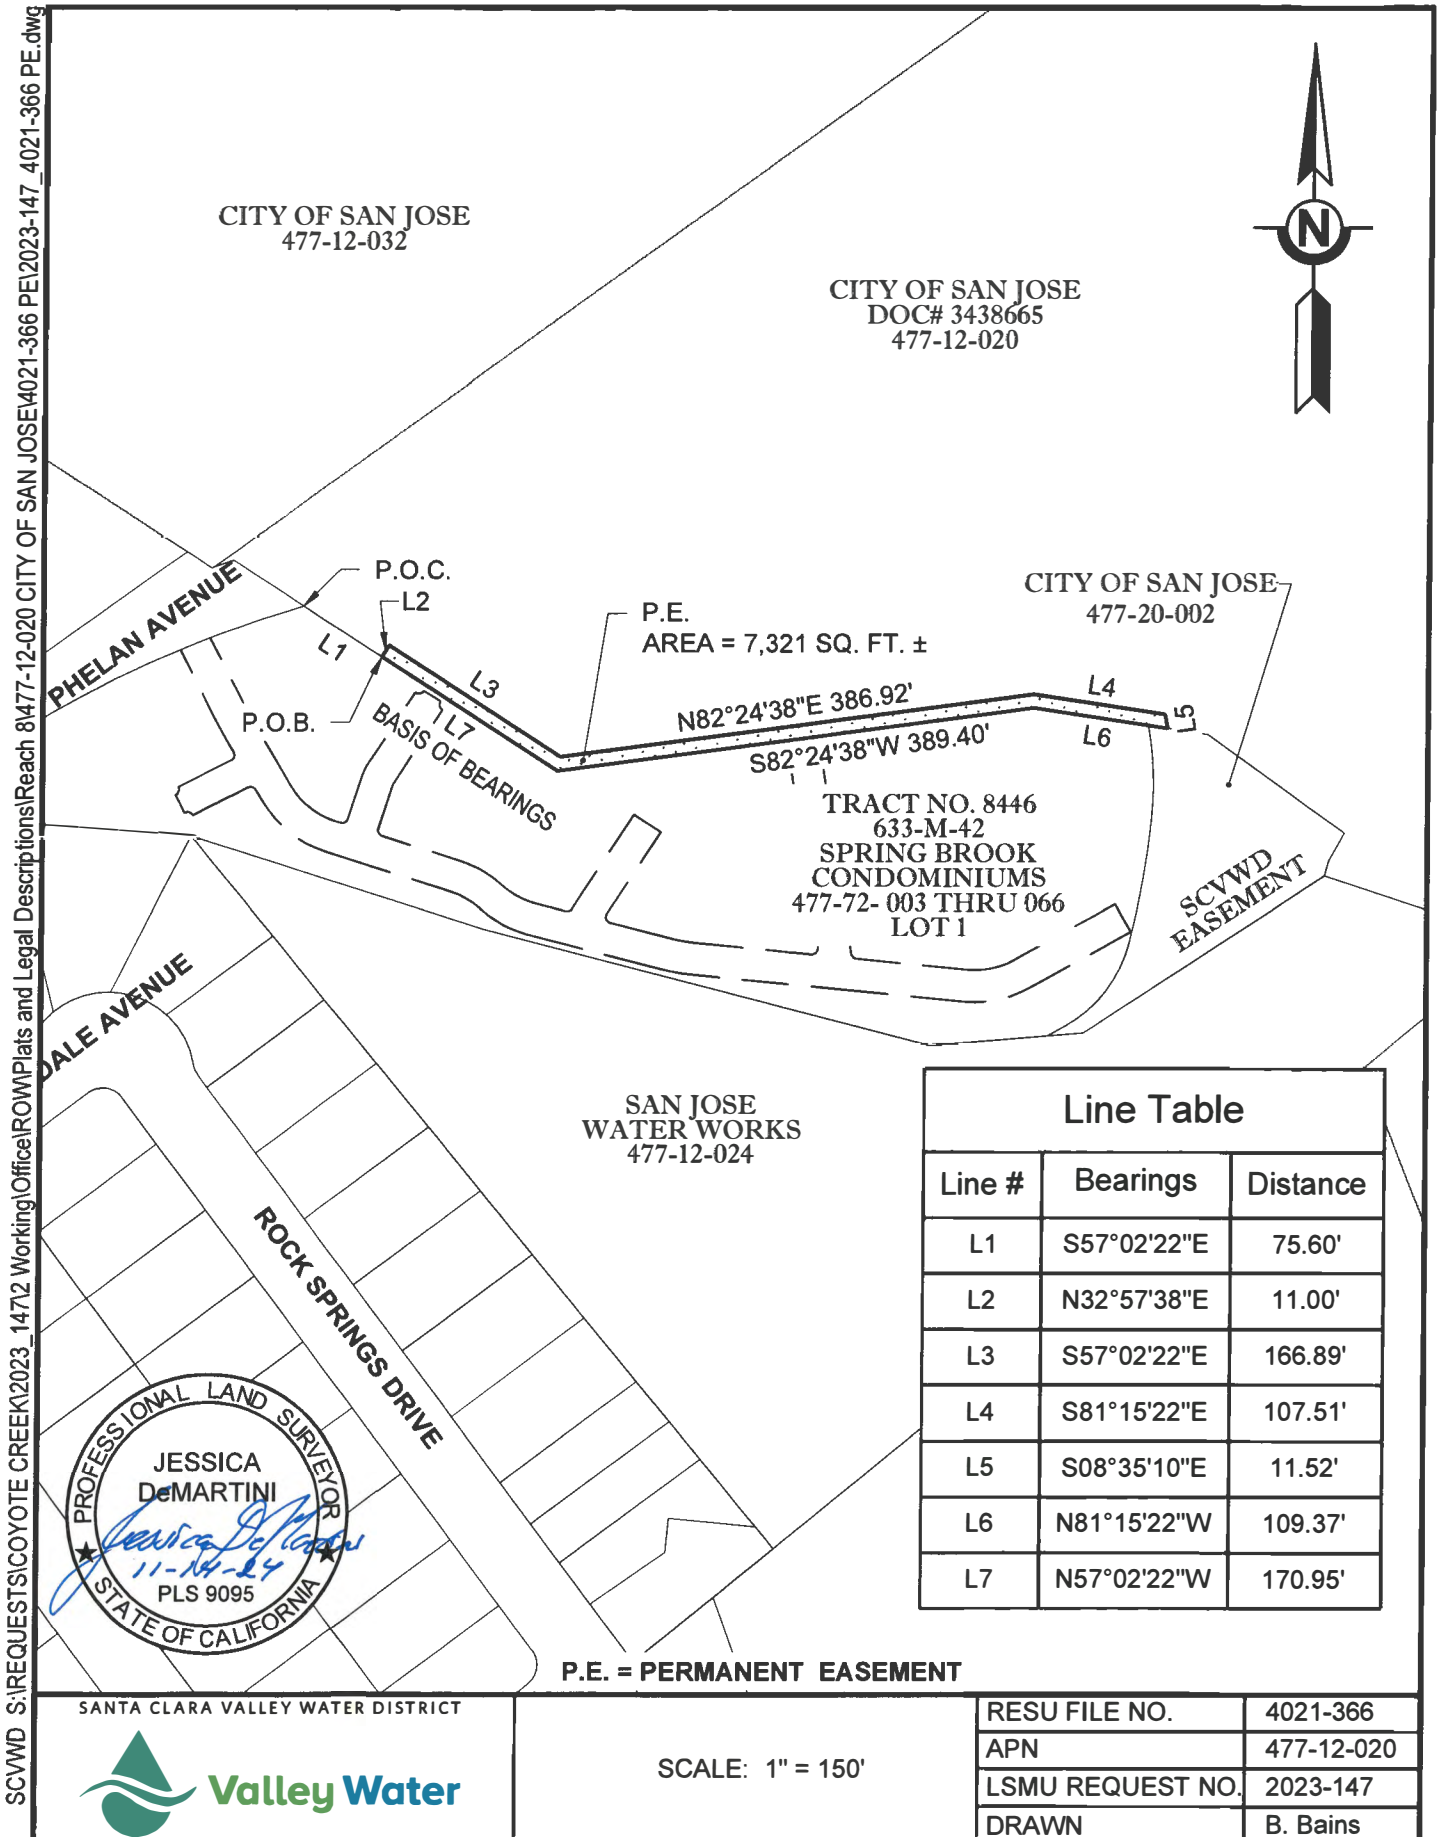 SCVWD S:\REQUESTS\COYOTE CREEK\2023_147\2 Working\Office\ROW\Plats and Legal Descriptions\Reach 8\477-12-020 CITY OF SAN JOSE\4021-366 PE\2023-147_4021-366 PE.dwg
CITY OF SAN JOSE
477-12-032
CITY OF SAN JOSE
DOC# 3438665
477-12-020
N
P.O.C.
L2
PHELAN AVENUE
L1
P.O.B.
L3
L7
BASIS OF BEARINGS
P.E.
AREA = 7,321 SQ. FT. ±
CITY OF SAN JOSE
477-20-002
N82°24'38"E 386.92'
S82°24'38"W 389.40'
L4
L5
L6
TRACT NO. 8446
633-M-42
SPRING BROOK
CONDOMINIUMS
477-72- 003 THRU 066
LOT 1
SCVWD
EASEMENT
DALE AVENUE
SAN JOSE
WATER WORKS
477-12-024
ROCK SPRINGS DRIVE
Line Table
Line # Bearings Distance
L1 S57°02'22"E 75.60'
L2 N32°57'38"E 11.00'
L3 S57°02'22"E 166.89'
L4 S81°15'22"E 107.51'
L5 S08°35'10"E 11.52'
L6 N81°15'22"W 109.37'
L7 N57°02'22"W 170.95'
PROFESSIONAL LAND SURVEYOR
JESSICA
DeMARTINI
Jessica DeMartini
11-14-24
PLS 9095
STATE OF CALIFORNIA
P.E. = PERMANENT EASEMENT
SANTA CLARA VALLEY WATER DISTRICT
Valley Water
SCALE: 1" = 150'
RESU FILE NO. 4021-366
APN 477-12-020
LSMU REQUEST NO. 2023-147
DRAWN B. Bains